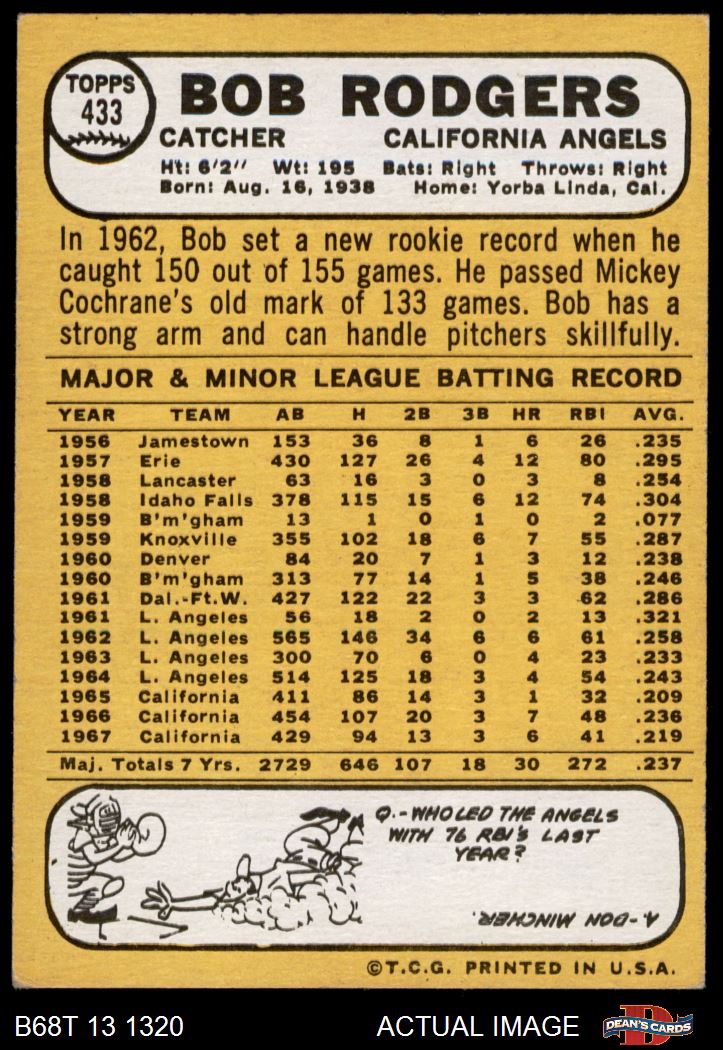 TOPPS
433
BOB RODGERS
CATCHER CALIFORNIA ANGELS
Ht: 6'2" Wt: 195 Bats: Right Throws: Right
Born: Aug. 16, 1938 Home: Yorba Linda, Cal.
In 1962, Bob set a new rookie record when he
caught 150 out of 155 games. He passed Mickey
Cochrane's old mark of 133 games. Bob has a
strong arm and can handle pitchers skillfully.
MAJOR & MINOR LEAGUE BATTING RECORD
YEAR TEAM AB H 2B 3B HR RBI AVG.
1956 Jamestown 153 36 8 1 6 26 .235
1957 Erie 430 127 26 4 12 80 .295
1958 Lancaster 63 16 3 0 3 8 .254
1958 Idaho Falls 378 115 15 6 12 74 .304
1959 B'm'gham 13 1 0 1 0 2 .077
1959 Knoxville 355 102 18 6 7 55 .287
1960 Denver 84 20 7 1 3 12 .238
1960 B'm'gham 313 77 14 1 5 38 .246
1961 Dal.-Ft.W. 427 122 22 3 3 62 .286
1961 L. Angeles 56 18 2 0 2 13 .321
1962 L. Angeles 565 146 34 6 6 61 .258
1963 L. Angeles 300 70 6 0 4 23 .233
1964 L. Angeles 514 125 18 3 4 54 .243
1965 California 411 86 14 3 1 32 .209
1966 California 454 107 20 3 7 48 .236
1967 California 429 94 13 3 6 41 .219
Maj. Totals 7 Yrs. 2729 646 107 18 30 272 .237
Q.-WHO LED THE ANGELS
WITH 76 RBI'S LAST
YEAR?
A-DON MINCHER.
©T.C.G. PRINTED IN U.S.A.
B68T 13 1320 ACTUAL IMAGE DEAN'S CARDS